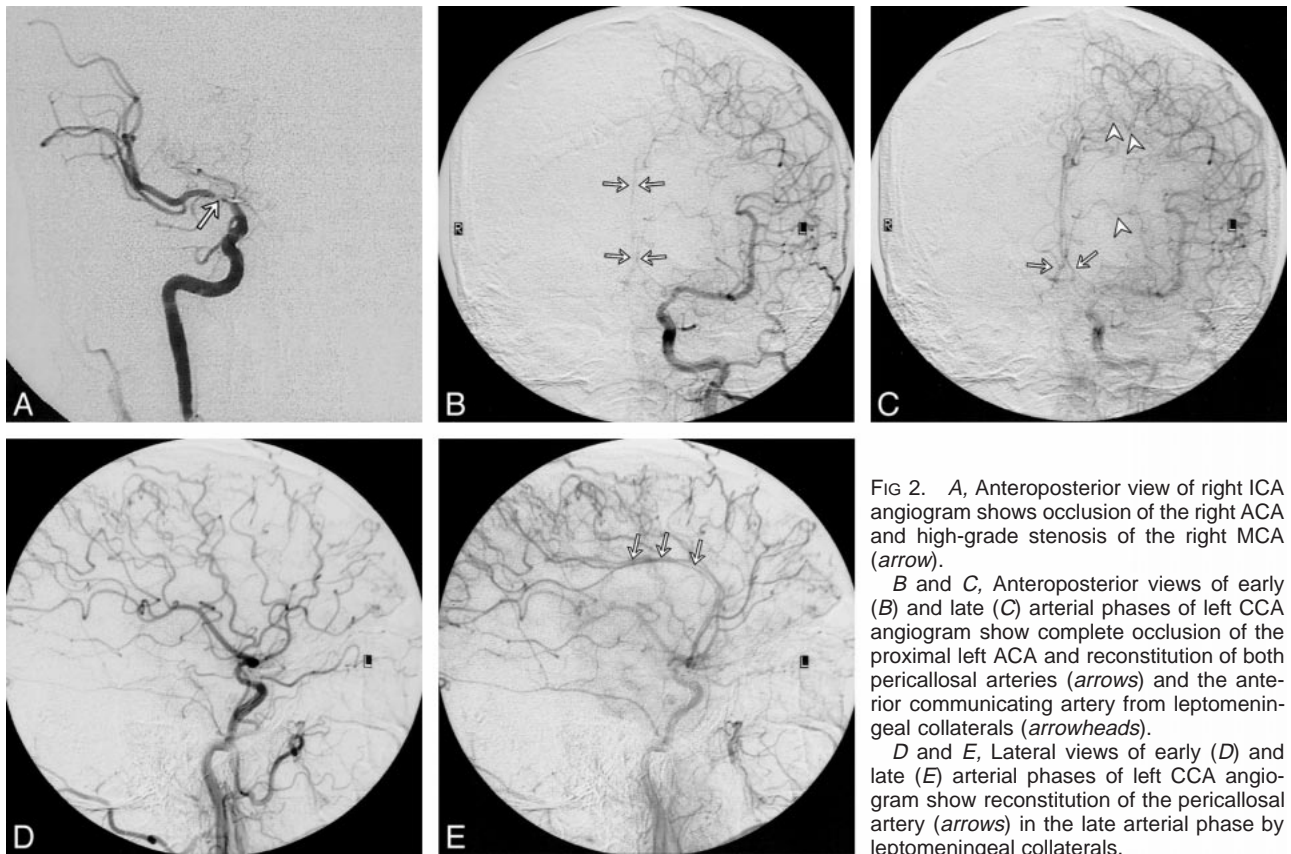 A
B
C
R
L
R
L
D
E
L
L
FIG 2. A, Anteroposterior view of right ICA
angiogram shows occlusion of the right ACA
and high-grade stenosis of the right MCA
(arrow).
B and C, Anteroposterior views of early
(B) and late (C) arterial phases of left CCA
angiogram show complete occlusion of the
proximal left ACA and reconstitution of both
pericallosal arteries (arrows) and the ante-
rior communicating artery from leptomenin-
geal collaterals (arrowheads).
D and E, Lateral views of early (D) and
late (E) arterial phases of left CCA angio-
gram show reconstitution of the pericallosal
artery (arrows) in the late arterial phase by
leptomeningeal collaterals.